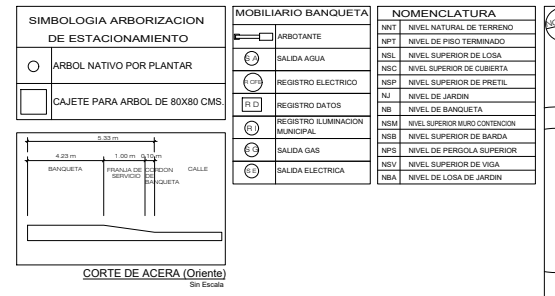 SIMBOLOGIA ARBORIZACION
DE ESTACIONAMIENTO
ARBOL NATIVO POR PLANTAR
CAJETE PARA ARBOL DE 80X80 CMS.
5.33 m
4.23 m 1.00 m 0.10 m
BANQUETA FRANJA DE SERVICIO CORDON DE BANQUETA CALLE
CORTE DE ACERA (Oriente)
Sin Escala
MOBILIARIO BANQUETA
ARBOTANTE
S A SALIDA AGUA
R CFE REGISTRO ELECTRICO
R D REGISTRO DATOS
R I REGISTRO ILUMINACION
MUNICIPAL
S G SALIDA GAS
S E SALIDA ELECTRICA
NOMENCLATURA
NNT NIVEL NATURAL DE TERRENO
NPT NIVEL DE PISO TERMINADO
NSL NIVEL SUPERIOR DE LOSA
NSC NIVEL SUPERIOR DE CUBIERTA
NSP NIVEL SUPERIOR DE PRETIL
NJ NIVEL DE JARDIN
NB NIVEL DE BANQUETA
NSM NIVEL SUPERIOR MURO CONTENCION
NSB NIVEL SUPERIOR DE BARDA
NPS NIVEL DE PERGOLA SUPERIOR
NSV NIVEL SUPERIOR DE VIGA
NBA NIVEL DE LOSA DE JARDIN